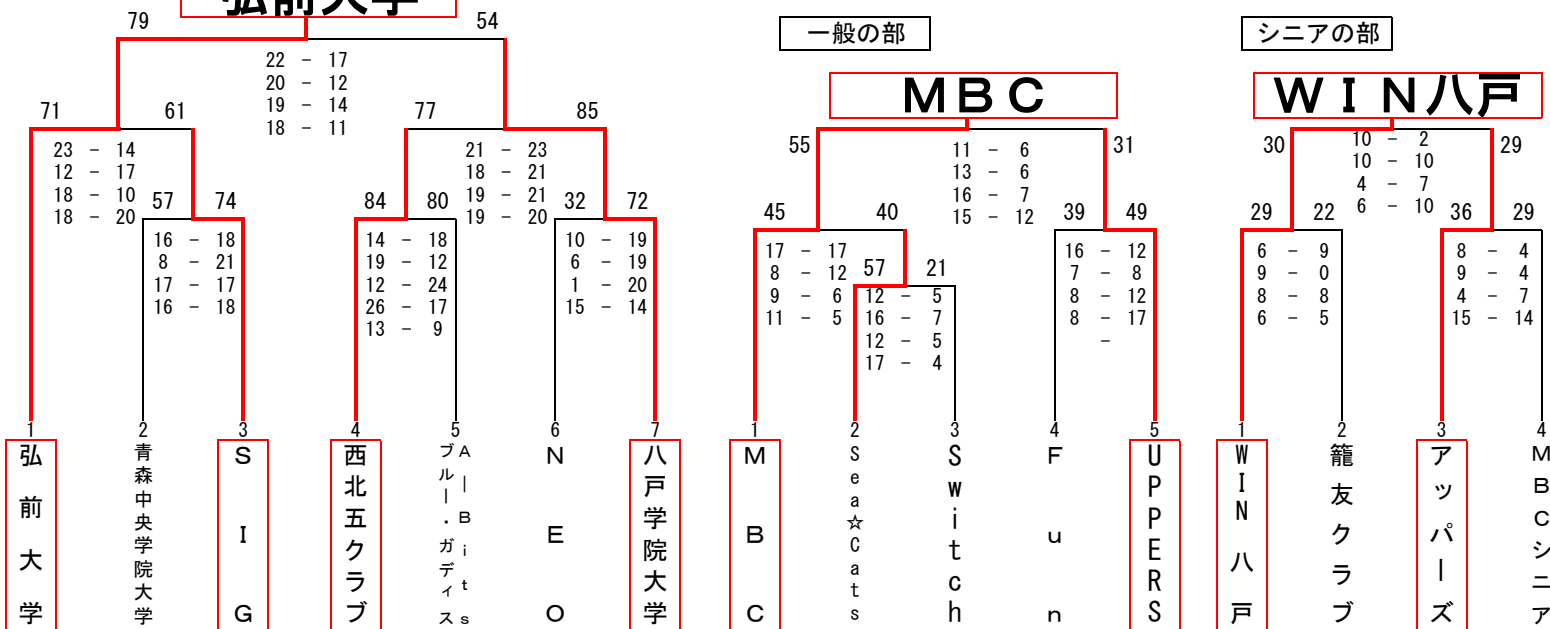 弘前大学
79 54
22 - 17
20 - 12
19 - 14
18 - 11
71 61
23 - 14
12 - 17
18 - 10
18 - 20
77 85
21 - 23
18 - 21
19 - 21
19 - 20
57 74
16 - 18
8 - 21
17 - 17
16 - 18
84 80
14 - 18
19 - 12
12 - 24
26 - 17
13 - 9
32 72
10 - 19
6 - 19
1 - 20
15 - 14
1
弘前大学
2
青森中央学院大学
3
SIG
4
西北五クラブ
5
A-Bits
ブルー・ガディス
6
NEO
7
八戸学院大学
一般の部
MBC
55 31
11 - 6
13 - 6
16 - 7
15 - 12
45 40
17 - 17
8 - 12
9 - 6
11 - 5
57 21
12 - 5
16 - 7
12 - 5
17 - 4
39 49
16 - 12
7 - 8
8 - 12
8 - 17
-
1
MBC
2
Sea☆Cats
3
Switch
4
Fun
5
UPPERS
シニアの部
WIN八戸
30 29
10 - 2
10 - 10
4 - 7
6 - 10
29 22
6 - 9
9 - 0
8 - 8
6 - 5
36 29
8 - 4
9 - 4
4 - 7
15 - 14
1
WIN八戸
2
籠友クラブ
3
アッパーズ
4
MBCシニア